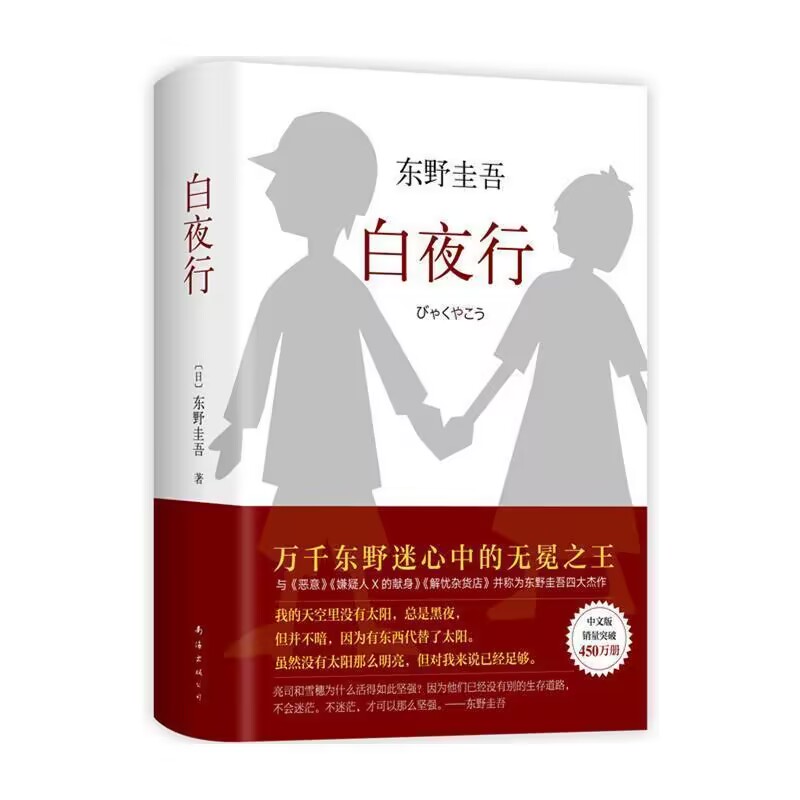 白夜行
[日] 东野圭吾 著
南海出版公司
东野圭吾
白夜行
びゃくやこう
万千东野迷心中的无冕之王
与《恶意》《嫌疑人X的献身》《解忧杂货店》并称为东野圭吾四大杰作
我的天空里没有太阳，总是黑夜，
但并不暗，因为有东西代替了太阳。
虽然没有太阳那么明亮，但对我来说已经足够。
亮司和雪穗为什么活得如此坚强？因为他们已经没有别的生存道路，
不会迷茫。不迷茫，才可以那么坚强。——东野圭吾
中文版
销量突破
450万册